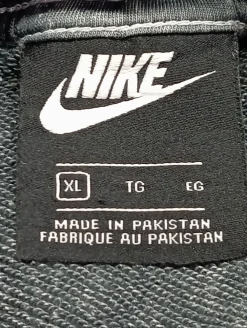 NIKE
XL TG EG
MADE IN PAKISTAN
FABRIQUE AU PAKISTAN